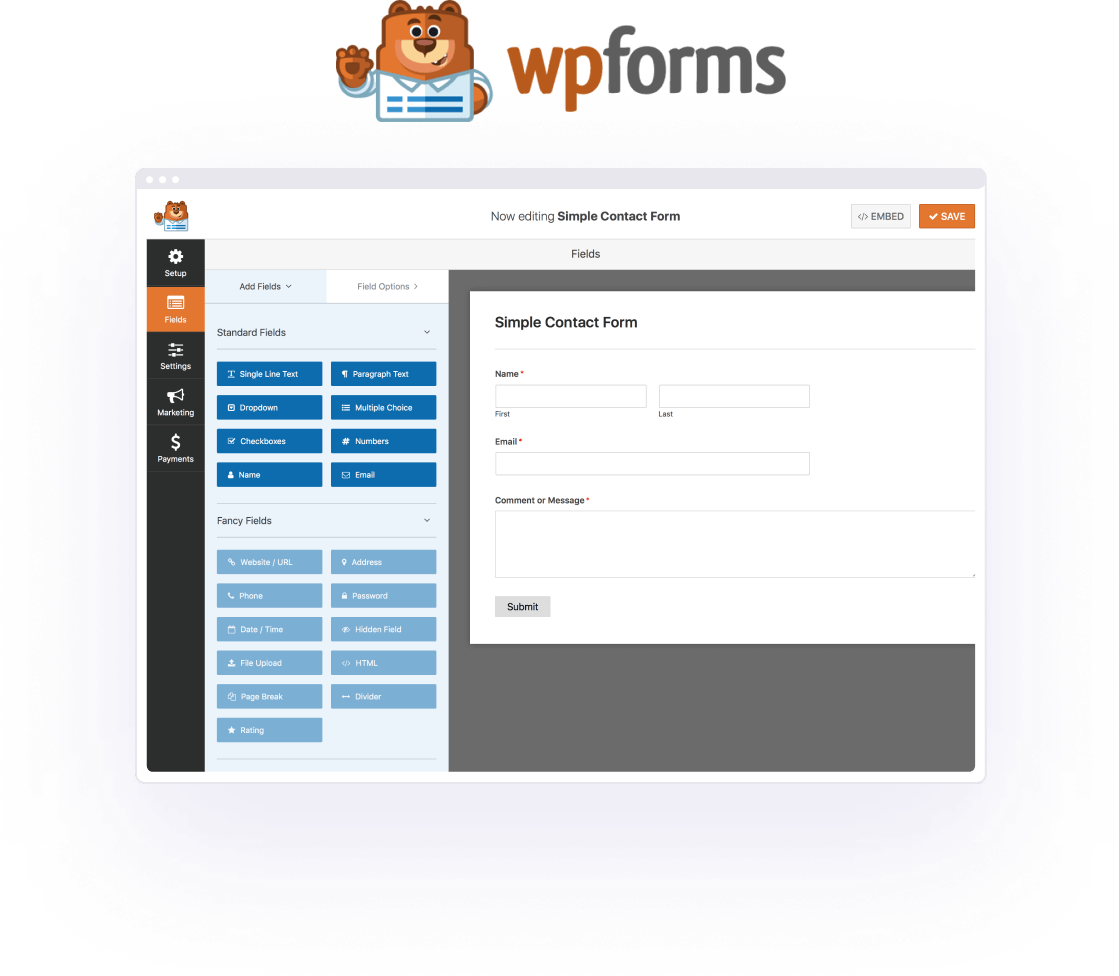 wpforms
Now editing Simple Contact Form
</> EMBED
SAVE
Setup
Fields
Settings
Marketing
Payments
Fields
Add Fields
Field Options
Standard Fields
Single Line Text
Paragraph Text
Dropdown
Multiple Choice
Checkboxes
# Numbers
Name
Email
Fancy Fields
Website / URL
Address
Phone
Password
Date / Time
Hidden Field
File Upload
</> HTML
Page Break
Divider
Rating
Simple Contact Form
Name *
First
Last
Email *
Comment or Message *
Submit